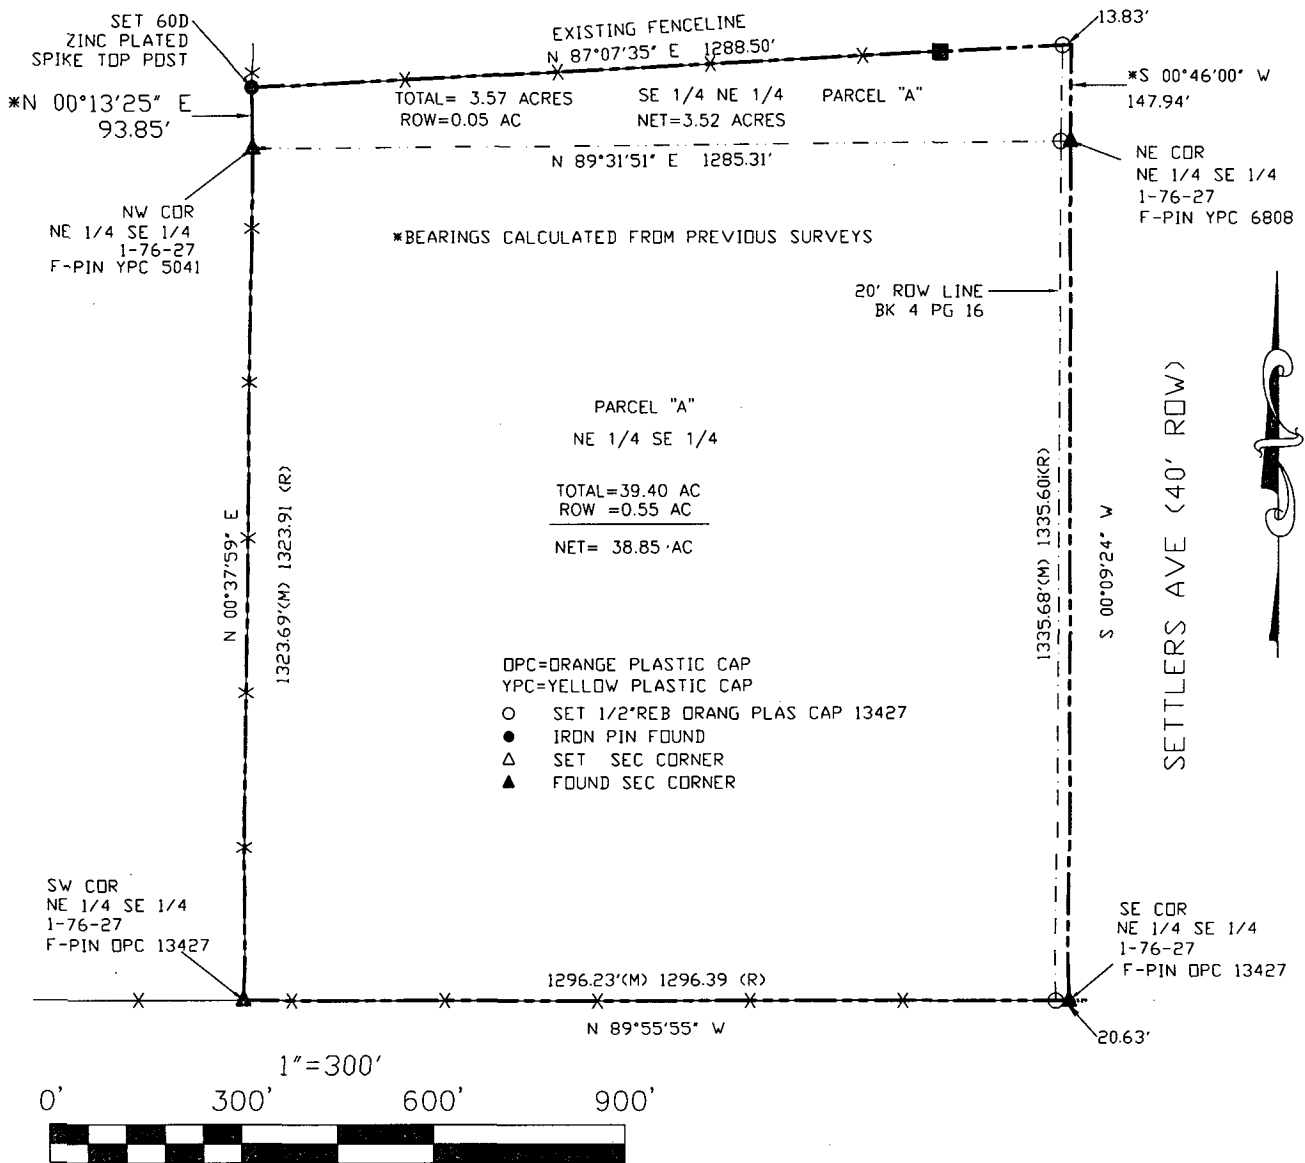 SET 60D
ZINC PLATED
SPIKE TOP POST
*N 00°13'25" E
93.85'
EXISTING FENCELINE
N 87°07'35" E 1288.50'
13.83'
*S 00°46'00" W
147.94'
TOTAL= 3.57 ACRES SE 1/4 NE 1/4 PARCEL "A"
ROW=0.05 AC NET=3.52 ACRES
N 89°31'51" E 1285.31'
NW COR
NE 1/4 SE 1/4
1-76-27
F-PIN YPC 5041
NE COR
NE 1/4 SE 1/4
1-76-27
F-PIN YPC 6808
*BEARINGS CALCULATED FROM PREVIOUS SURVEYS
20' ROW LINE
BK 4 PG 16
PARCEL "A"
NE 1/4 SE 1/4
TOTAL=39.40 AC
ROW =0.55 AC
NET= 38.85 AC
N 00°37'59" E
1323.69'(M) 1323.91 (R)
1335.68'(M) 1335.60(R)
S 00°09'24" W
SETTLERS AVE (40' ROW)
OPC=ORANGE PLASTIC CAP
YPC=YELLOW PLASTIC CAP
SET 1/2"REB ORANG PLAS CAP 13427
IRON PIN FOUND
SET SEC CORNER
FOUND SEC CORNER
SW COR
NE 1/4 SE 1/4
1-76-27
F-PIN OPC 13427
SE COR
NE 1/4 SE 1/4
1-76-27
F-PIN OPC 13427
1296.23'(M) 1296.39 (R)
N 89°55'55" W
20.63'
1"=300'
0' 300' 600' 900'